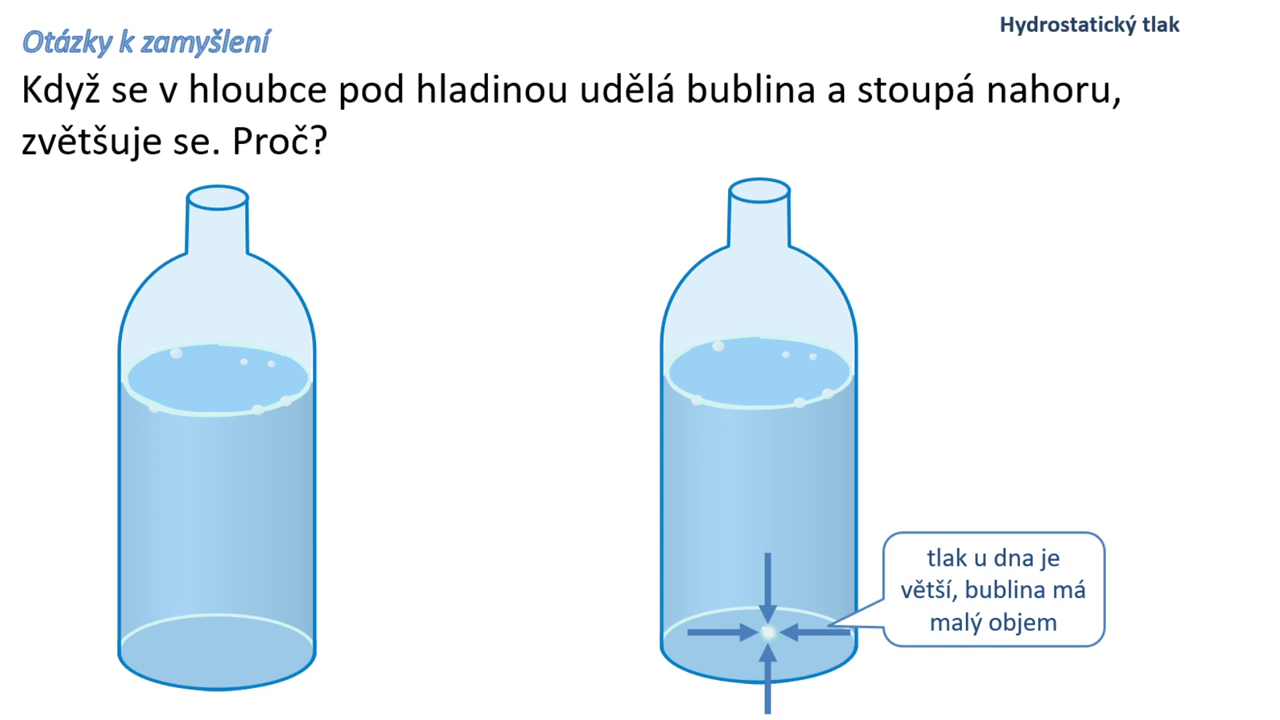 Hydrostatický tlak
Otázky k zamyšlení
Když se v hloubce pod hladinou udělá bublina a stoupá nahoru,
zvětšuje se. Proč?
tlak u dna je
větší, bublina má
malý objem